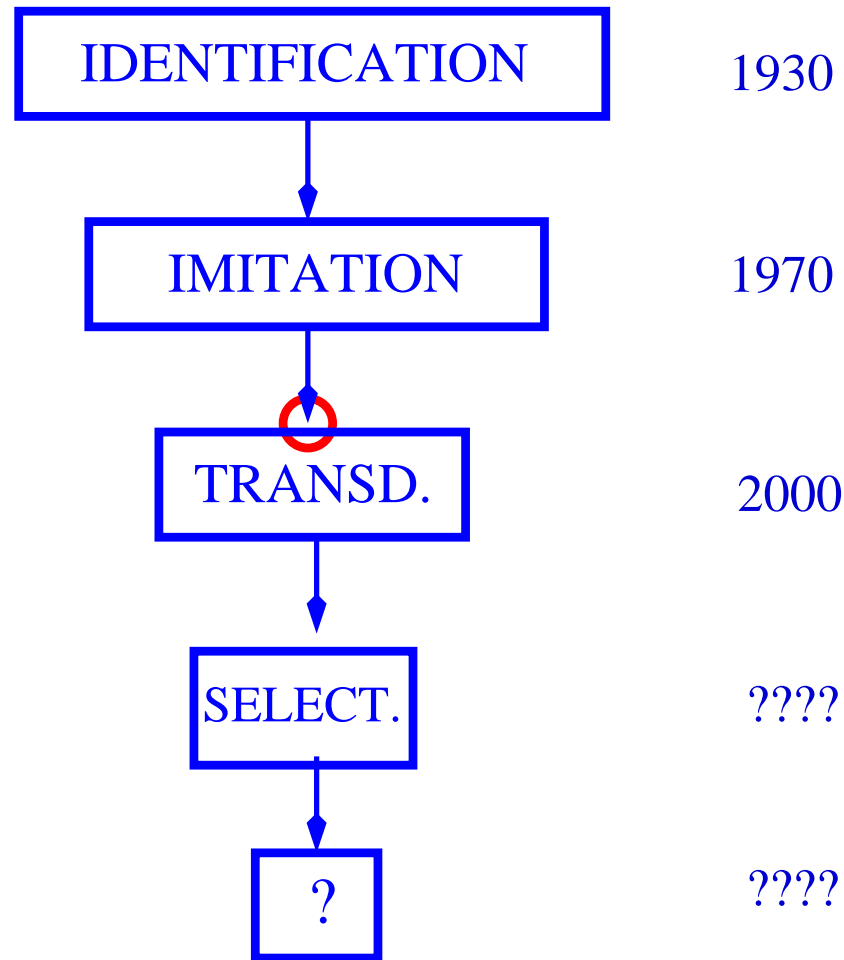 IDENTIFICATION 1930
IMITATION 1970
TRANSD. 2000
SELECT. ????
? ????